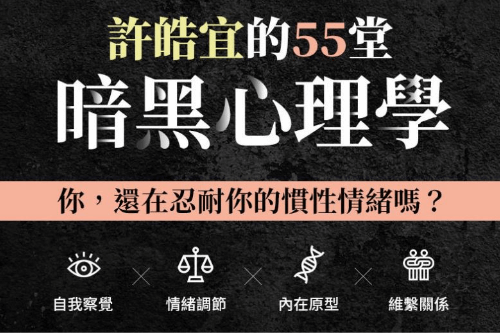 許皓宜的55堂
暗黑心理學
你，還在忍耐你的慣性情緒嗎？
自我察覺
情緒調節
內在原型
維繫關係